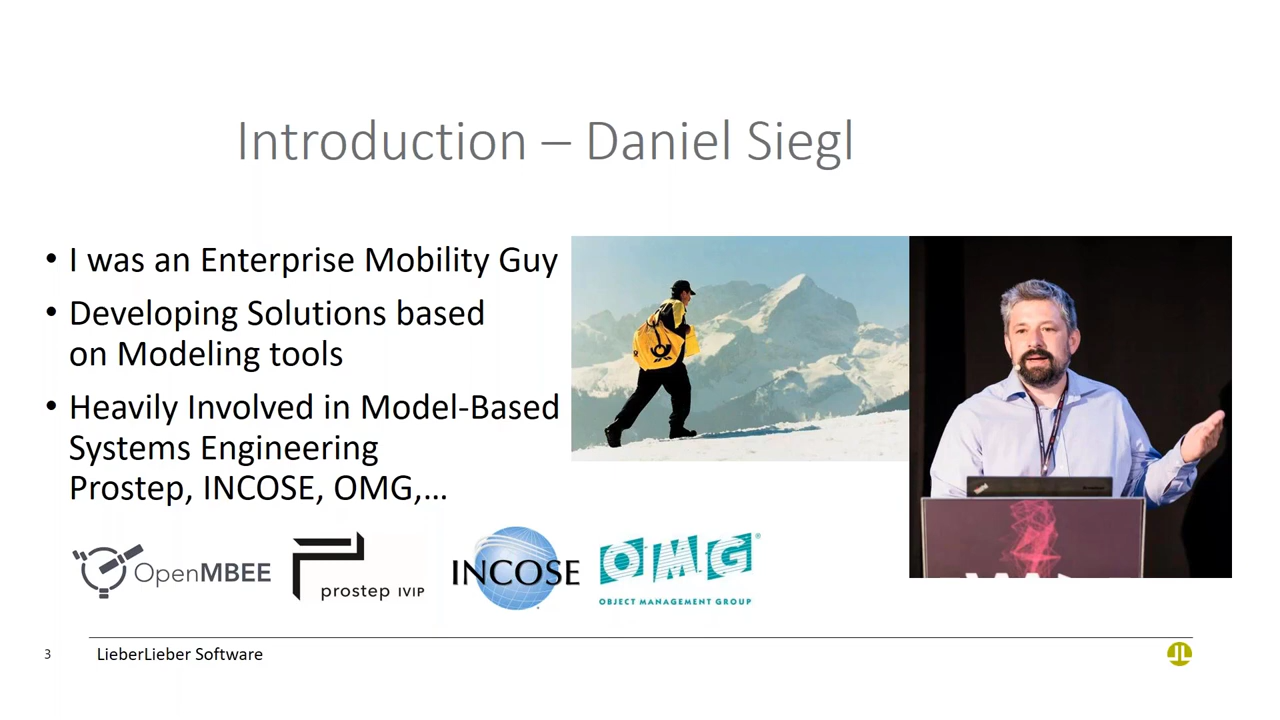 Introduction – Daniel Siegl
• I was an Enterprise Mobility Guy
• Developing Solutions based
on Modeling tools
• Heavily Involved in Model-Based
Systems Engineering
Prostep, INCOSE, OMG,...
OpenMBEE
prostep IVIP
INCOSE
OMG®
OBJECT MANAGEMENT GROUP
3
LieberLieber Software